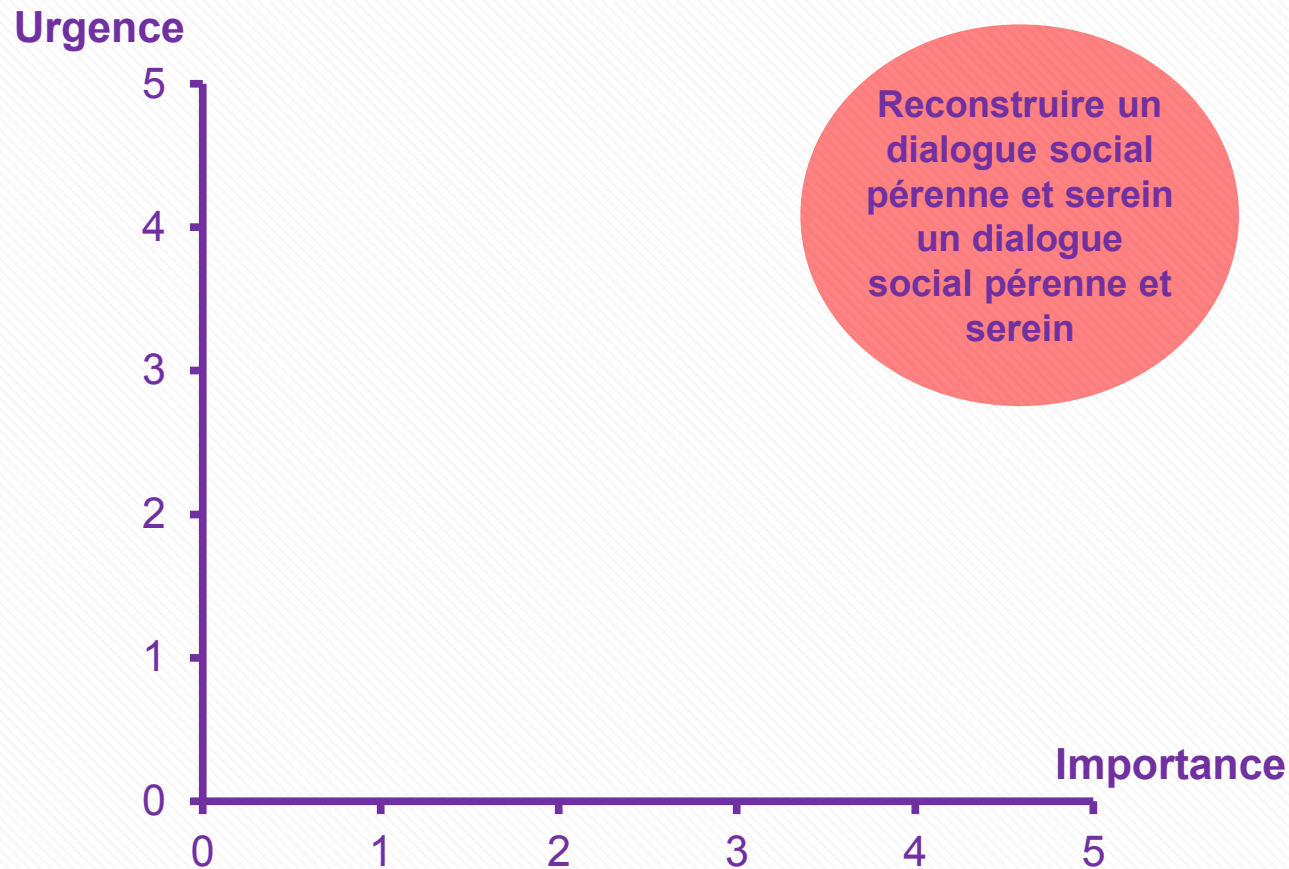 Urgence
5
Reconstruire un
dialogue social
pérenne et serein
un dialogue
social pérenne et
serein
4
3
2
1
Importance
0
0 1 2 3 4 5